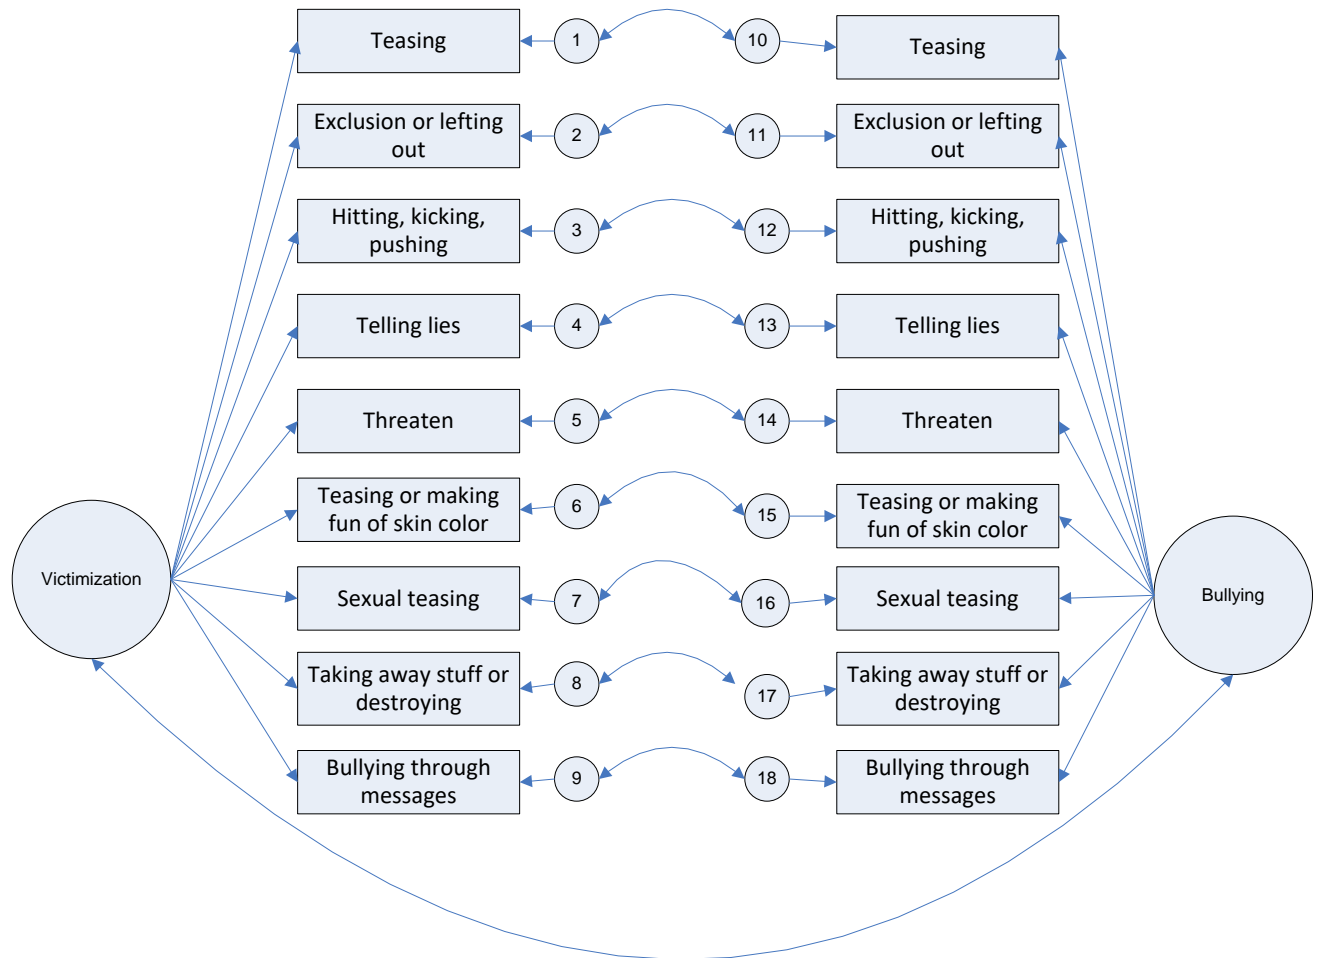 Teasing
1
10
Teasing
Exclusion or lefting
out
2
11
Exclusion or lefting
out
Hitting, kicking,
pushing
3
12
Hitting, kicking,
pushing
Telling lies
4
13
Telling lies
Threaten
5
14
Threaten
Teasing or making
fun of skin color
6
15
Teasing or making
fun of skin color
Victimization
Sexual teasing
7
16
Sexual teasing
Bullying
Taking away stuff or
destroying
8
17
Taking away stuff or
destroying
Bullying through
messages
9
18
Bullying through
messages